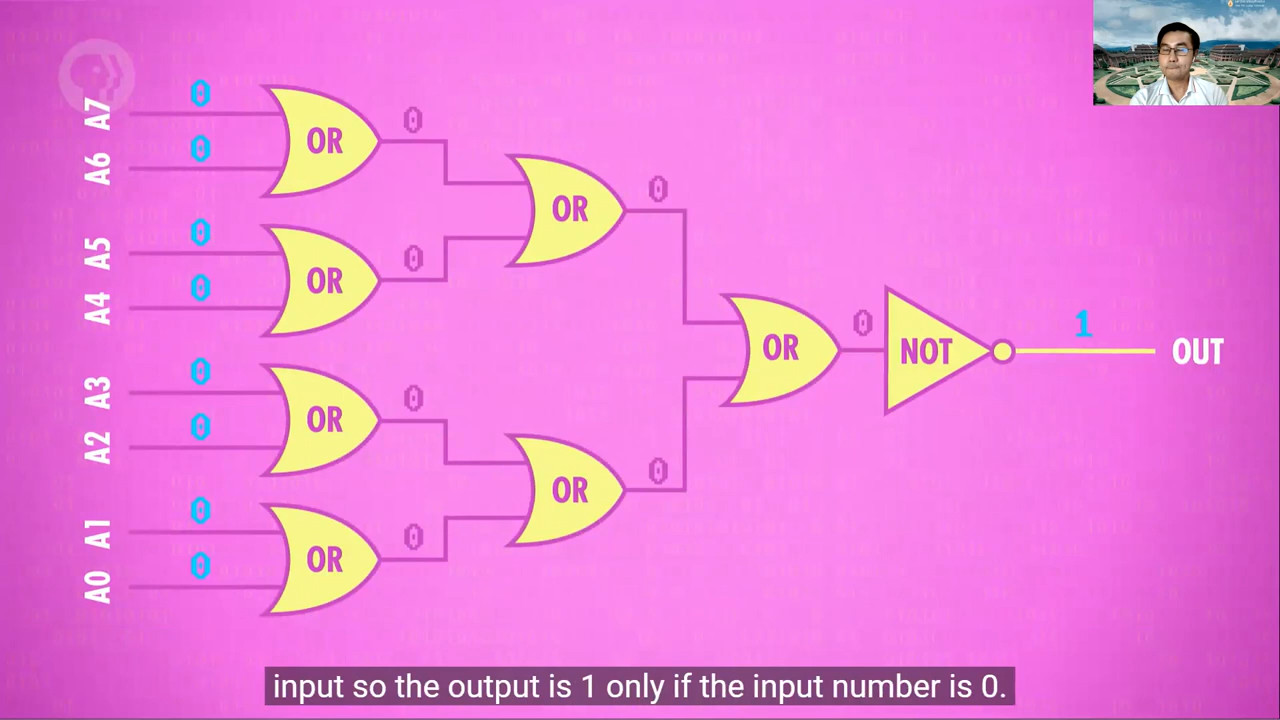 A7
0
A6
0
OR
0
A5
0
A4
0
OR
0
OR
0
A3
0
A2
0
OR
0
A1
0
A0
0
OR
0
OR
0
OR
0
NOT
1
OUT
input so the output is 1 only if the input number is 0.